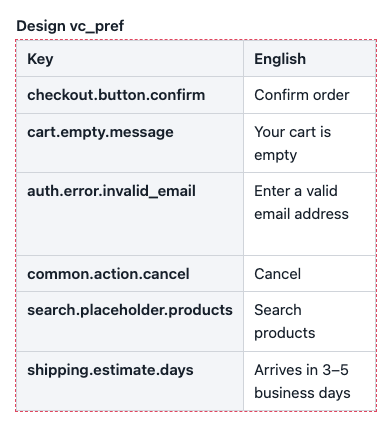 Design vc_pref
Key English
checkout.button.confirm Confirm order
cart.empty.message Your cart is
empty
auth.error.invalid_email Enter a valid
email address
common.action.cancel Cancel
search.placeholder.products Search
products
shipping.estimate.days Arrives in 3–5
business days